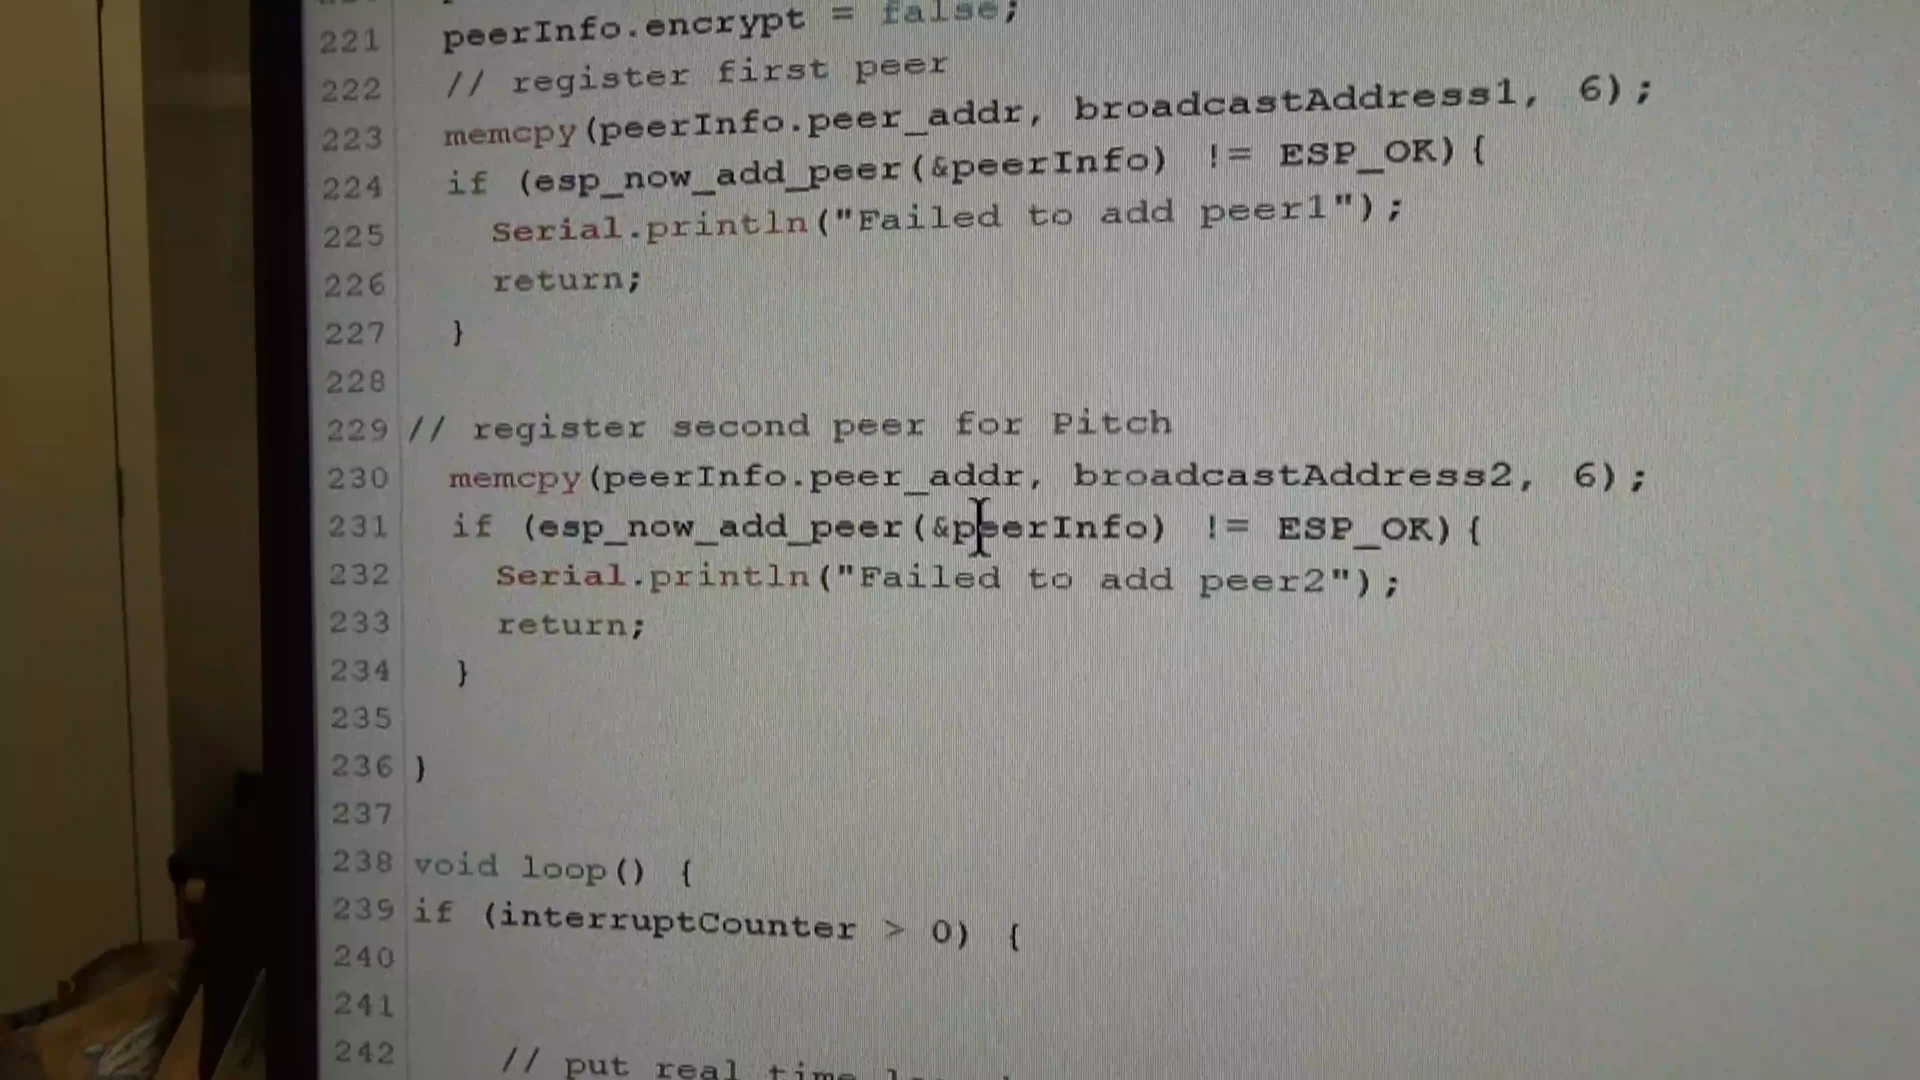 221 peerInfo.encrypt = false;
222 // register first peer
223 memcpy(peerInfo.peer_addr, broadcastAddress1, 6);
224 if (esp_now_add_peer(&peerInfo) != ESP_OK) {
225 Serial.println("Failed to add peer1");
226 return;
227 }
228
229 // register second peer for Pitch
230 memcpy(peerInfo.peer_addr, broadcastAddress2, 6);
231 if (esp_now_add_peer(&peerInfo) != ESP_OK) {
232 Serial.println("Failed to add peer2");
233 return;
234 }
235
236 }
237
238 void loop() {
239 if (interruptCounter > 0) {
240
241
242 // put real time